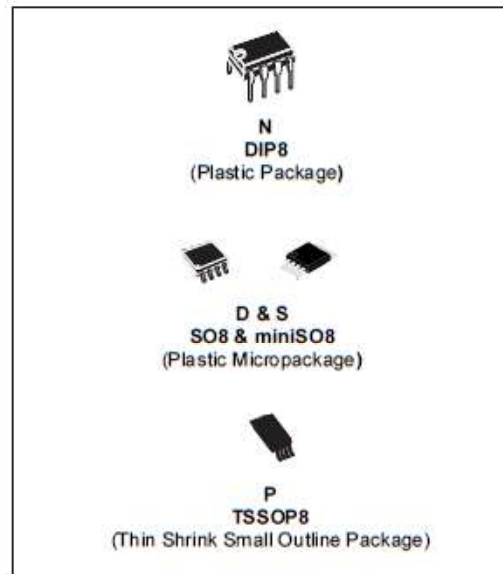 N
DIP8
(Plastic Package)
D & S
SO8 & miniSO8
(Plastic Micropackage)
P
TSSOP8
(Thin Shrink Small Outline Package)